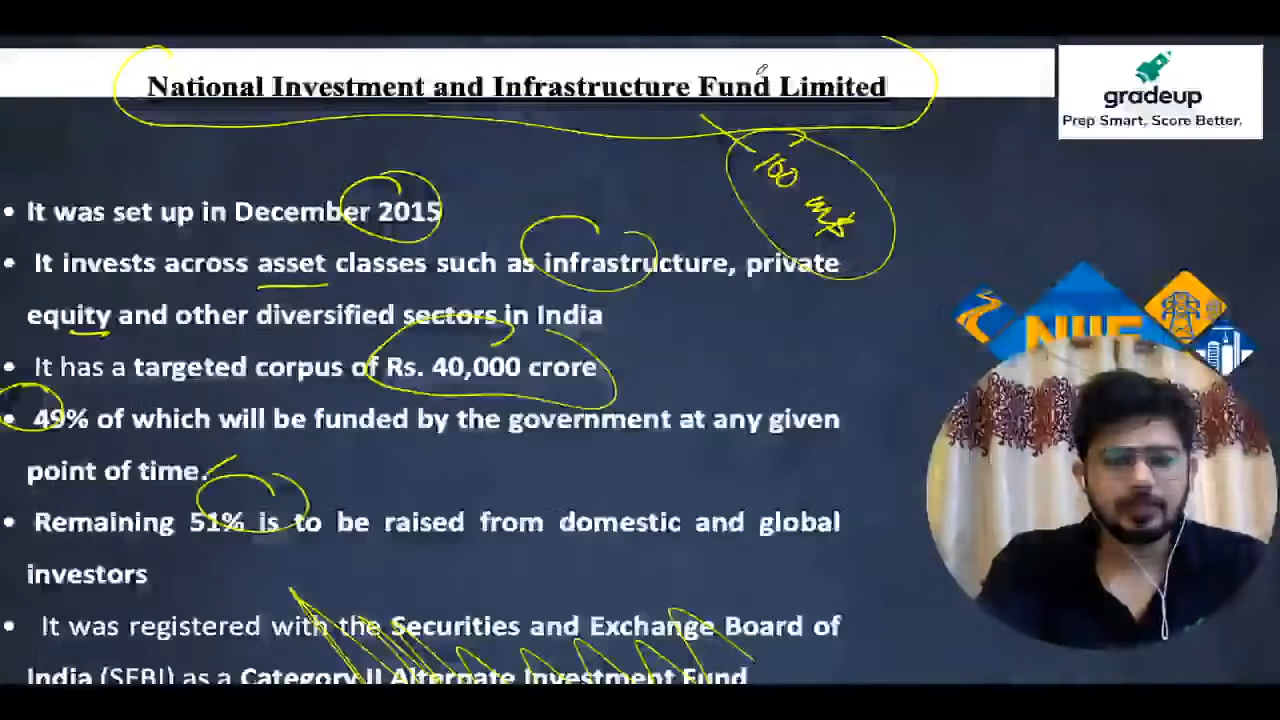 National Investment and Infrastructure Fund Limited
gradeup
Prep Smart. Score Better.
100 m$
• It was set up in December 2015
• It invests across asset classes such as infrastructure, private
equity and other diversified sectors in India
• It has a targeted corpus of Rs. 40,000 crore
• 49% of which will be funded by the government at any given
point of time.
• Remaining 51% is to be raised from domestic and global
investors
• It was registered with the Securities and Exchange Board of
India (SEBI) as a Category II Alternate Investment Fund